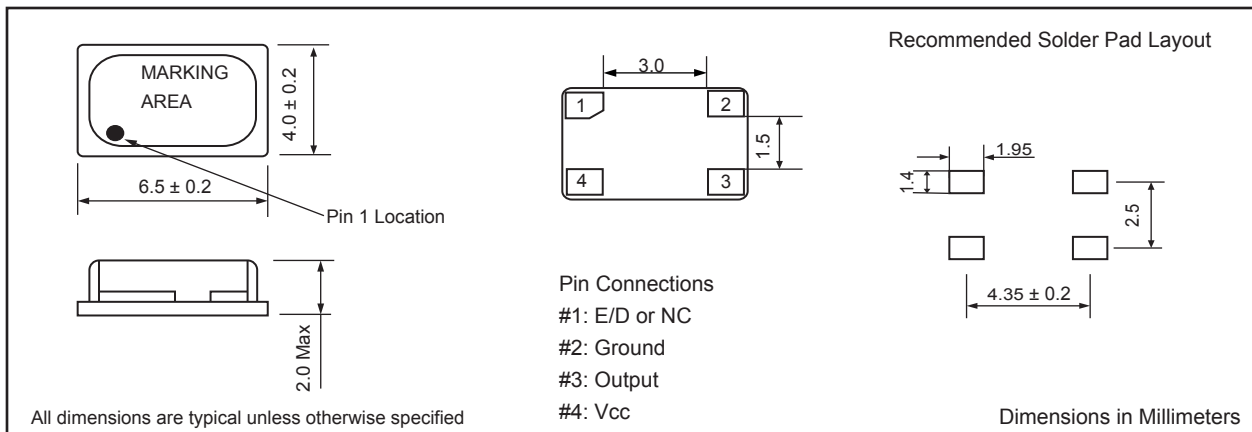 MARKING
AREA
4.0 ± 0.2
6.5 ± 0.2
Pin 1 Location
2.0 Max
All dimensions are typical unless otherwise specified
3.0
1
2
1.5
4
3
Pin Connections
#1: E/D or NC
#2: Ground
#3: Output
#4: Vcc
Recommended Solder Pad Layout
1.95
1.4
2.5
4.35 ± 0.2
Dimensions in Millimeters